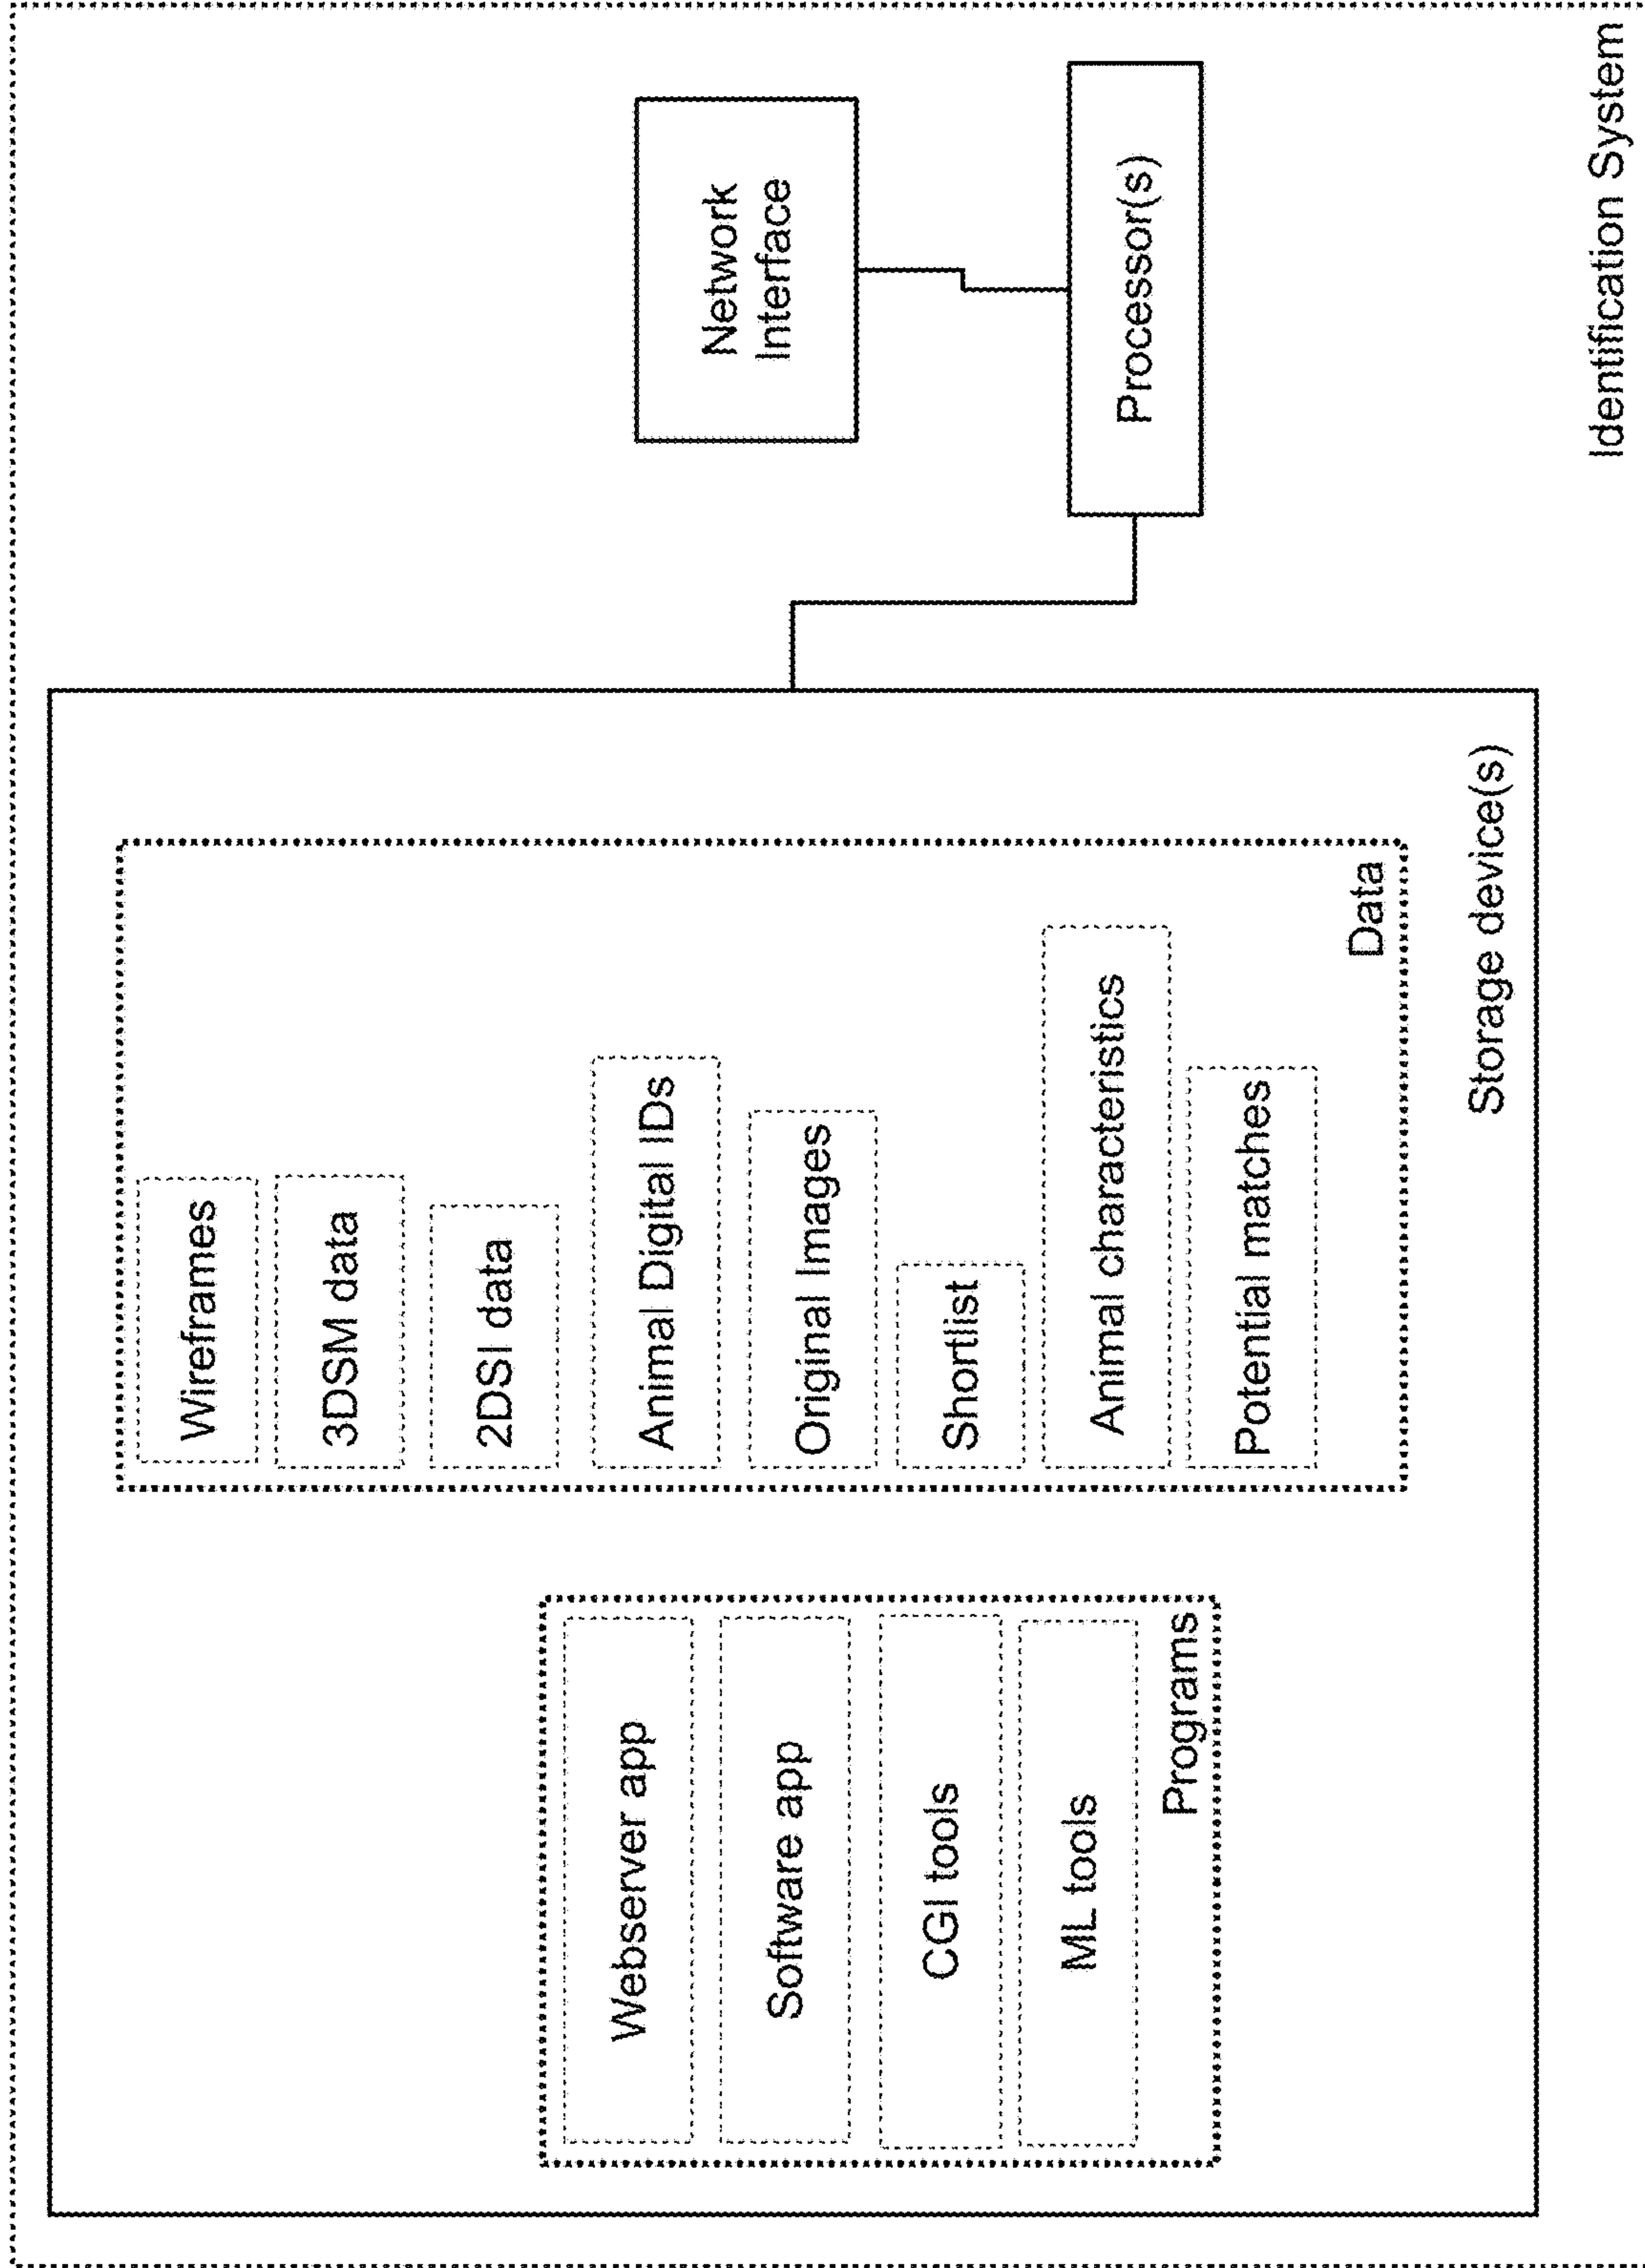 Webserver app
Software app
CGI tools
ML tools
Programs
Wireframes
3DSM data
2DSI data
Animal Digital IDs
Original Images
Shortlist
Animal characteristics
Potential matches
Data
Storage device(s)
Network
Interface
Processor(s)
Identification System